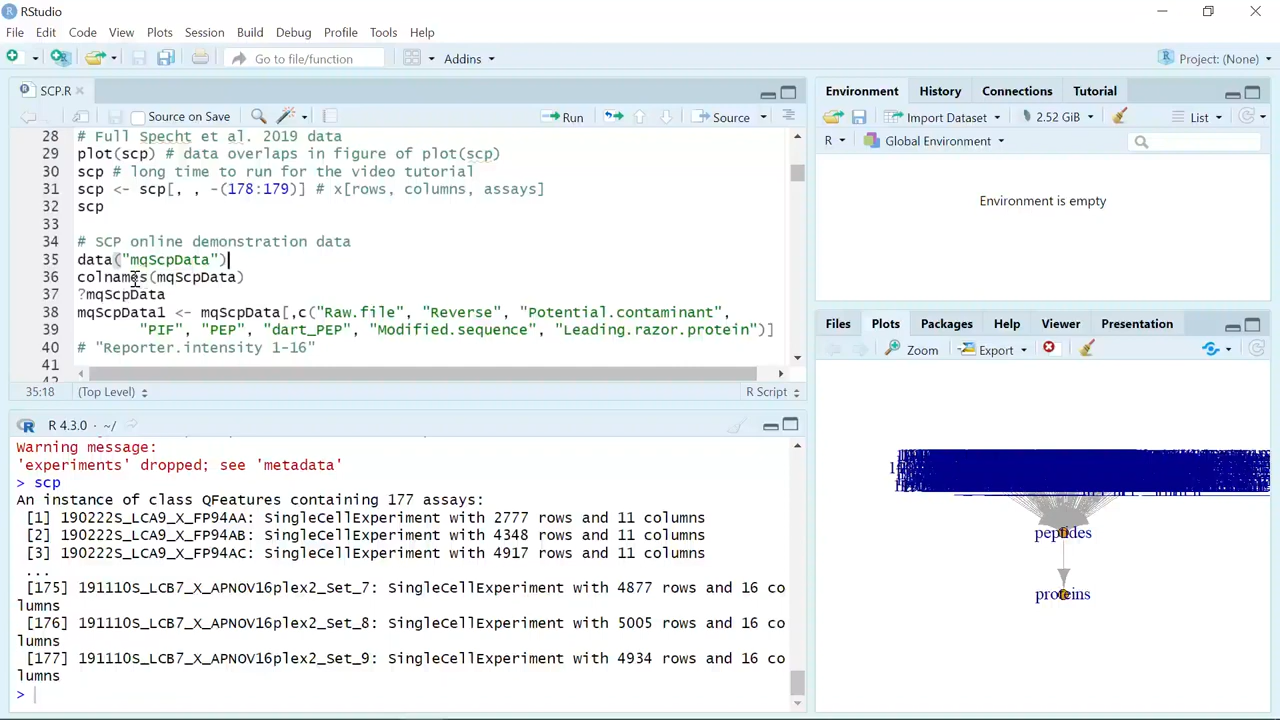 RStudio
File Edit Code View Plots Session Build Debug Profile Tools Help
Go to file/function Addins Project: (None)
SCP.R
Source on Save Run Source
28 # Full Specht et al. 2019 data
29 plot(scp) # data overlaps in figure of plot(scp)
30 scp # long time to run for the video tutorial
31 scp <- scp[, , -(178:179)] # x[rows, columns, assays]
32 scp
33
34 # SCP online demonstration data
35 data("mqScpData")
36 colnames(mqScpData)
37 ?mqScpData
38 mqScpData1 <- mqScpData[,c("Raw.file", "Reverse", "Potential.contaminant",
39 "PIF", "PEP", "dart_PEP", "Modified.sequence", "Leading.razor.protein")]
40 # "Reporter.intensity 1-16"
41
35:18 (Top Level) R Script
R 4.3.0 · ~/
Warning message:
'experiments' dropped; see 'metadata'
> scp
An instance of class QFeatures containing 177 assays:
[1] 190222S_LCA9_X_FP94AA: SingleCellExperiment with 2777 rows and 11 columns
[2] 190222S_LCA9_X_FP94AB: SingleCellExperiment with 4348 rows and 11 columns
[3] 190222S_LCA9_X_FP94AC: SingleCellExperiment with 4917 rows and 11 columns
...
[175] 191110S_LCB7_X_APNOV16plex2_Set_7: SingleCellExperiment with 4877 rows and 16 co
lumns
[176] 191110S_LCB7_X_APNOV16plex2_Set_8: SingleCellExperiment with 5005 rows and 16 co
lumns
[177] 191110S_LCB7_X_APNOV16plex2_Set_9: SingleCellExperiment with 4934 rows and 16 co
lumns
>
Environment History Connections Tutorial
Import Dataset 2.52 GiB List
R Global Environment
Environment is empty
Files Plots Packages Help Viewer Presentation
Zoom Export
peptides
proteins